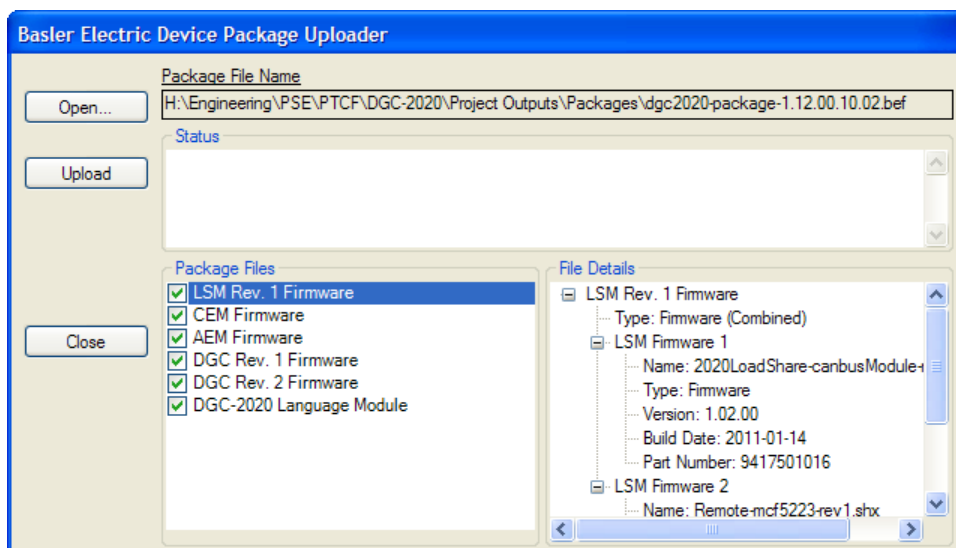 Basler Electric Device Package Uploader
Package File Name
Open...
H:\Engineering\PSE\PTCF\DGC-2020\Project Outputs\Packages\dgc2020-package-1.12.00.10.02.bef
Status
Upload
Package Files
LSM Rev. 1 Firmware
CEM Firmware
AEM Firmware
DGC Rev. 1 Firmware
DGC Rev. 2 Firmware
DGC-2020 Language Module
Close
File Details
LSM Rev. 1 Firmware
Type: Firmware (Combined)
LSM Firmware 1
Name: 2020LoadShare-canbusModule-
Type: Firmware
Version: 1.02.00
Build Date: 2011-01-14
Part Number: 9417501016
LSM Firmware 2
Name: Remote-mcf5223-rev1.shx